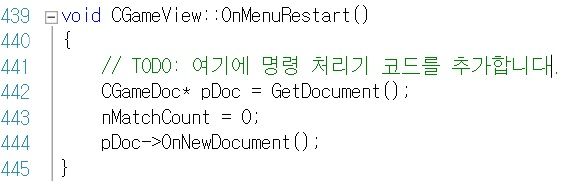 439 void CGameView::OnMenuRestart()
440 {
441 // TODO: 여기에 명령 처리기 코드를 추가합니다.
442 CGameDoc* pDoc = GetDocument();
443 nMatchCount = 0;
444 pDoc->OnNewDocument();
445 }